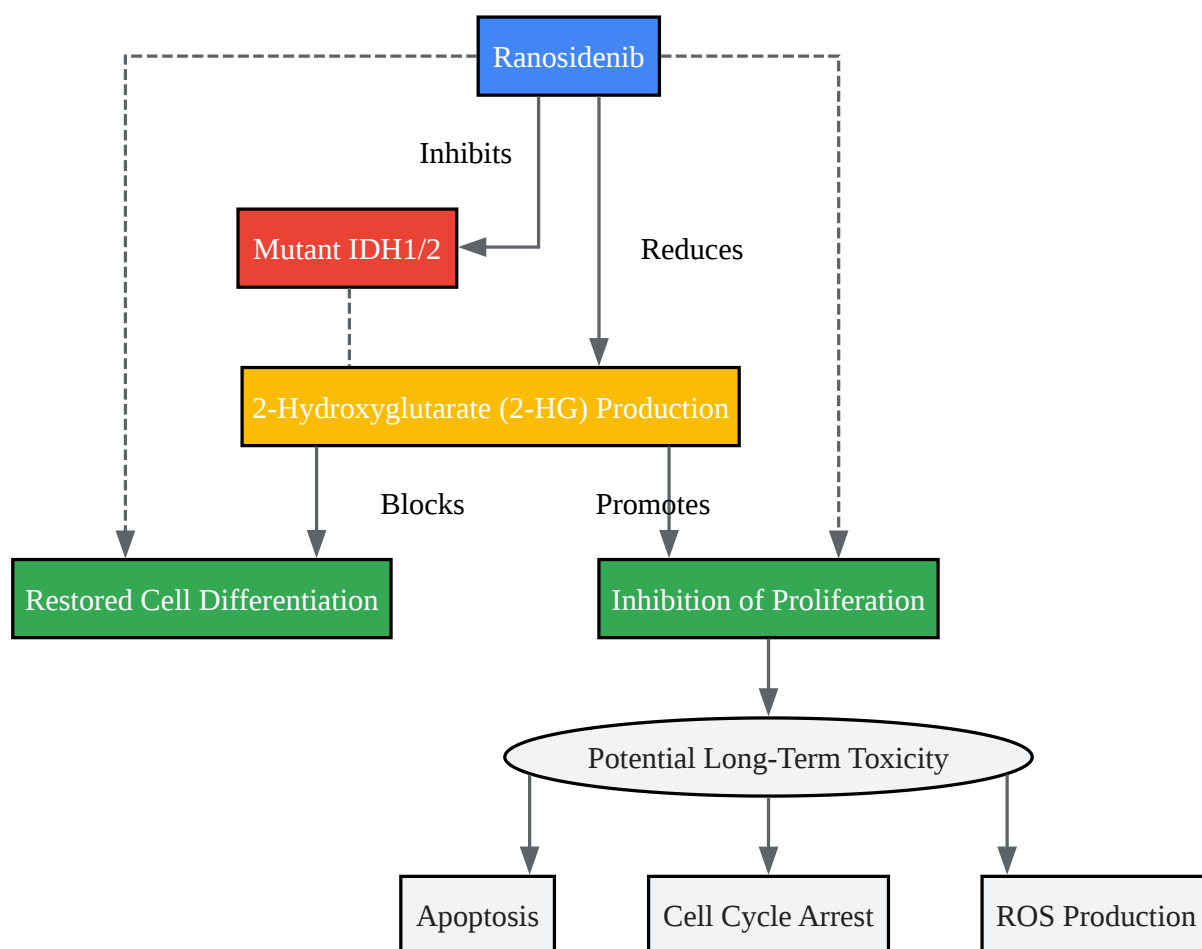 Ranosidenib
Inhibits
Mutant IDH1/2
Reduces
2-Hydroxyglutarate (2-HG) Production
Blocks
Promotes
Restored Cell Differentiation
Inhibition of Proliferation
Potential Long-Term Toxicity
Apoptosis
Cell Cycle Arrest
ROS Production